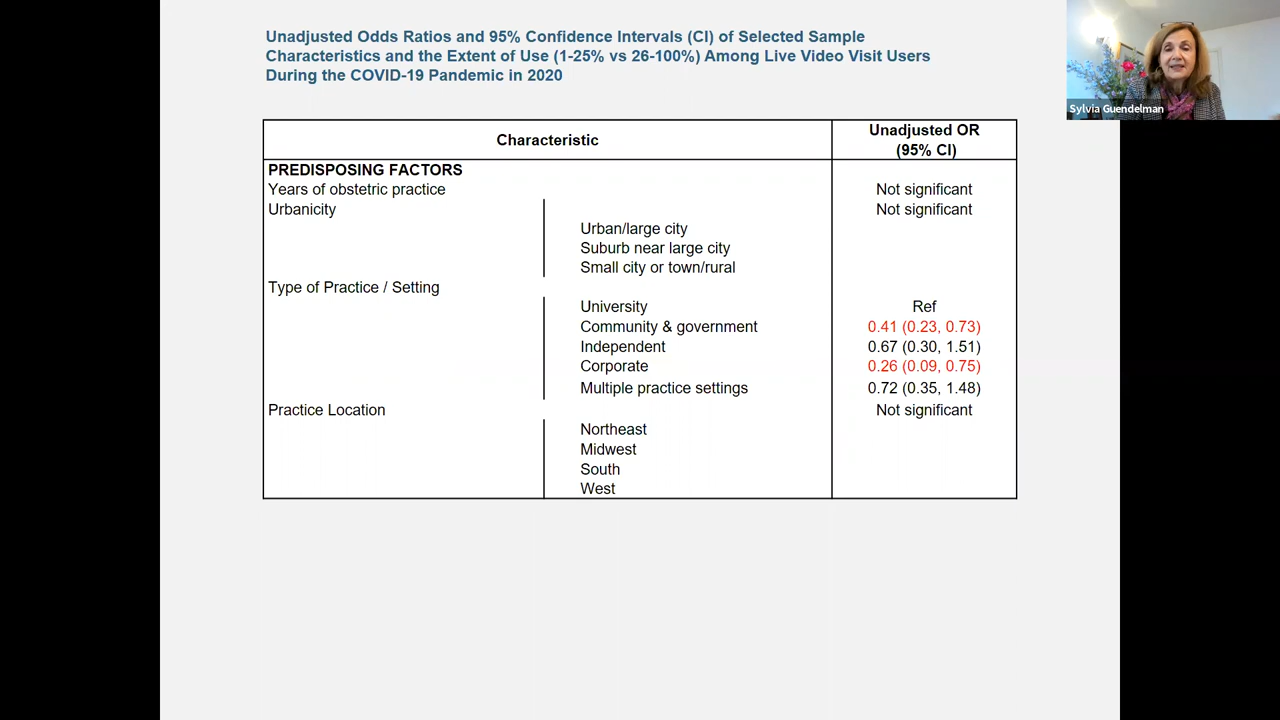 Unadjusted Odds Ratios and 95% Confidence Intervals (CI) of Selected Sample
Characteristics and the Extent of Use (1-25% vs 26-100%) Among Live Video Visit Users
During the COVID-19 Pandemic in 2020
Sylvia Guendelman
Characteristic
Unadjusted OR
(95% CI)
PREDISPOSING FACTORS
Years of obstetric practice Not significant
Urbanicity Not significant
Urban/large city
Suburb near large city
Small city or town/rural
Type of Practice / Setting
University Ref
Community & government 0.41 (0.23, 0.73)
Independent 0.67 (0.30, 1.51)
Corporate 0.26 (0.09, 0.75)
Multiple practice settings 0.72 (0.35, 1.48)
Practice Location Not significant
Northeast
Midwest
South
West